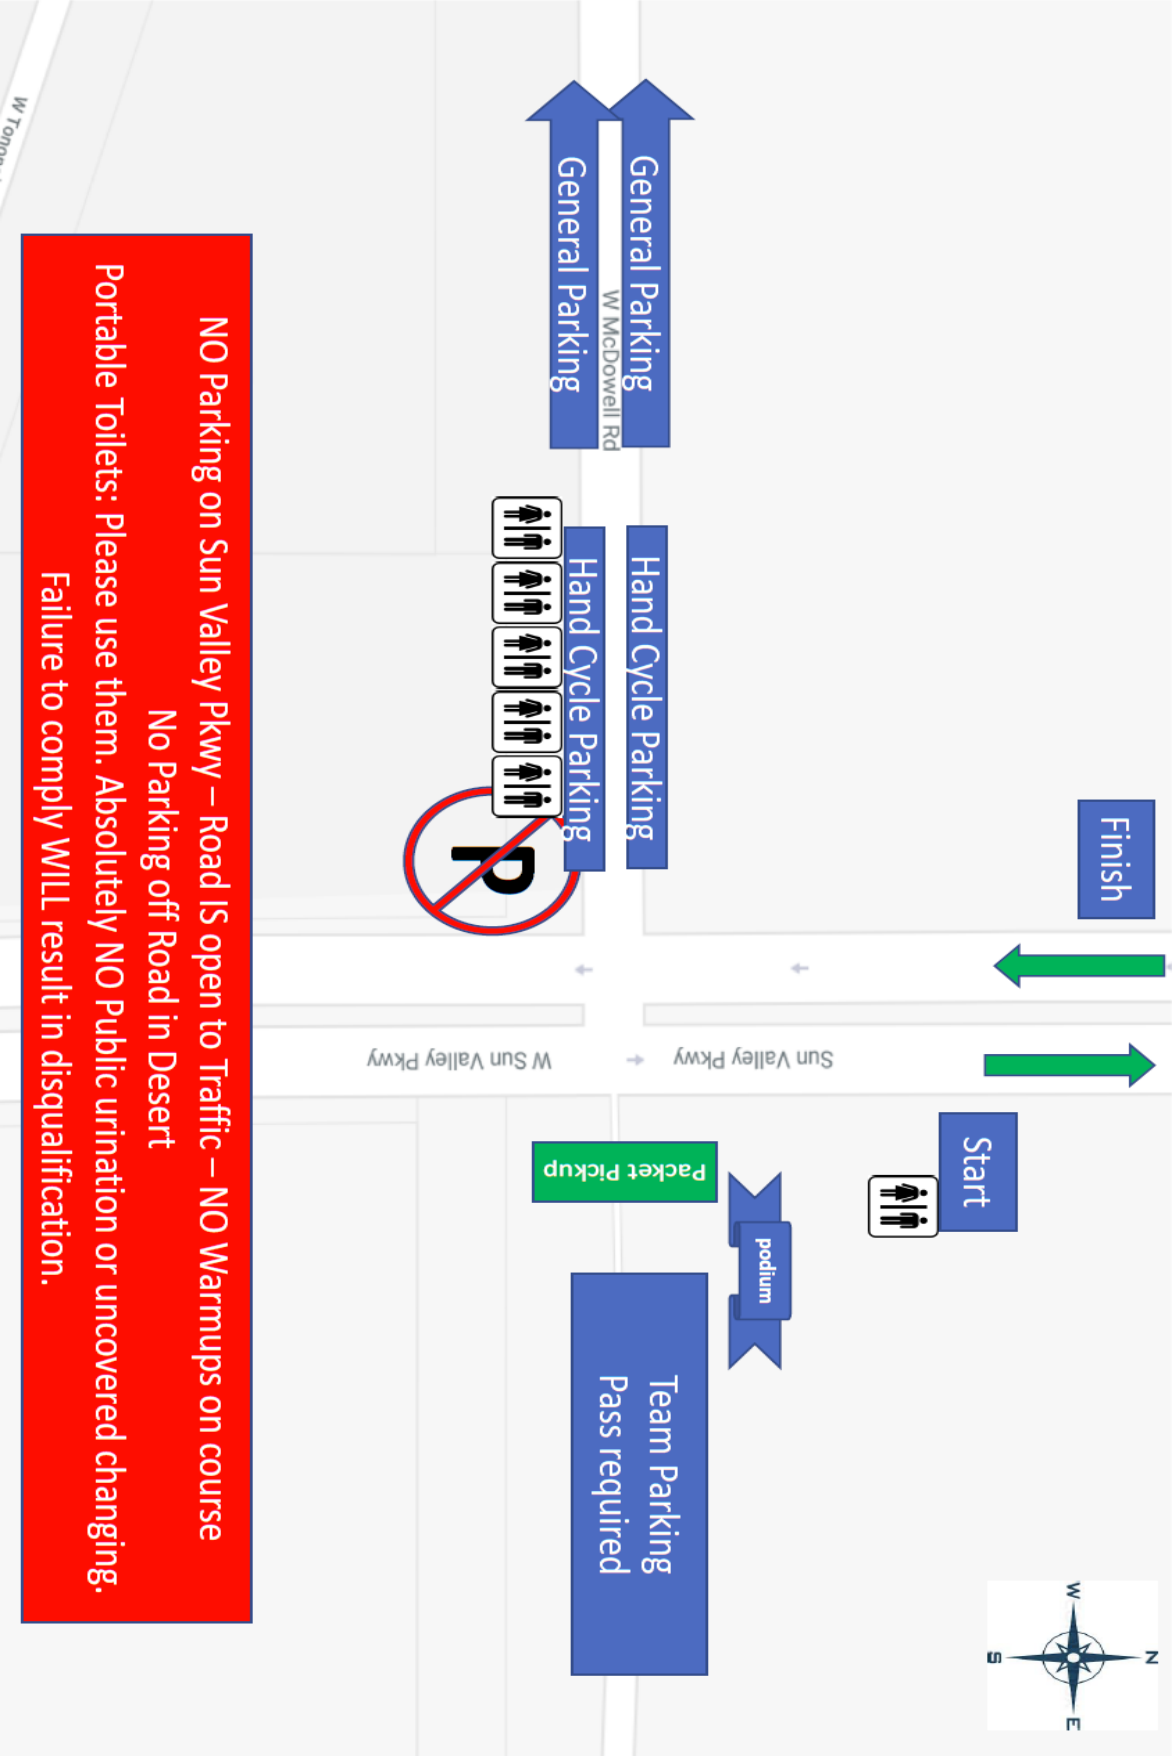 N
W
E
S
Finish
Start
General Parking
W McDowell Rd
General Parking
Hand Cycle Parking
Hand Cycle Parking
P
Sun Valley Pkwy
W Sun Valley Pkwy
Packet Pickup
podium
Team Parking
Pass required
NO Parking on Sun Valley Pkwy – Road IS open to Traffic – NO Warmups on course
No Parking off Road in Desert
Portable Toilets: Please use them. Absolutely NO Public urination or uncovered changing.
Failure to comply WILL result in disqualification.